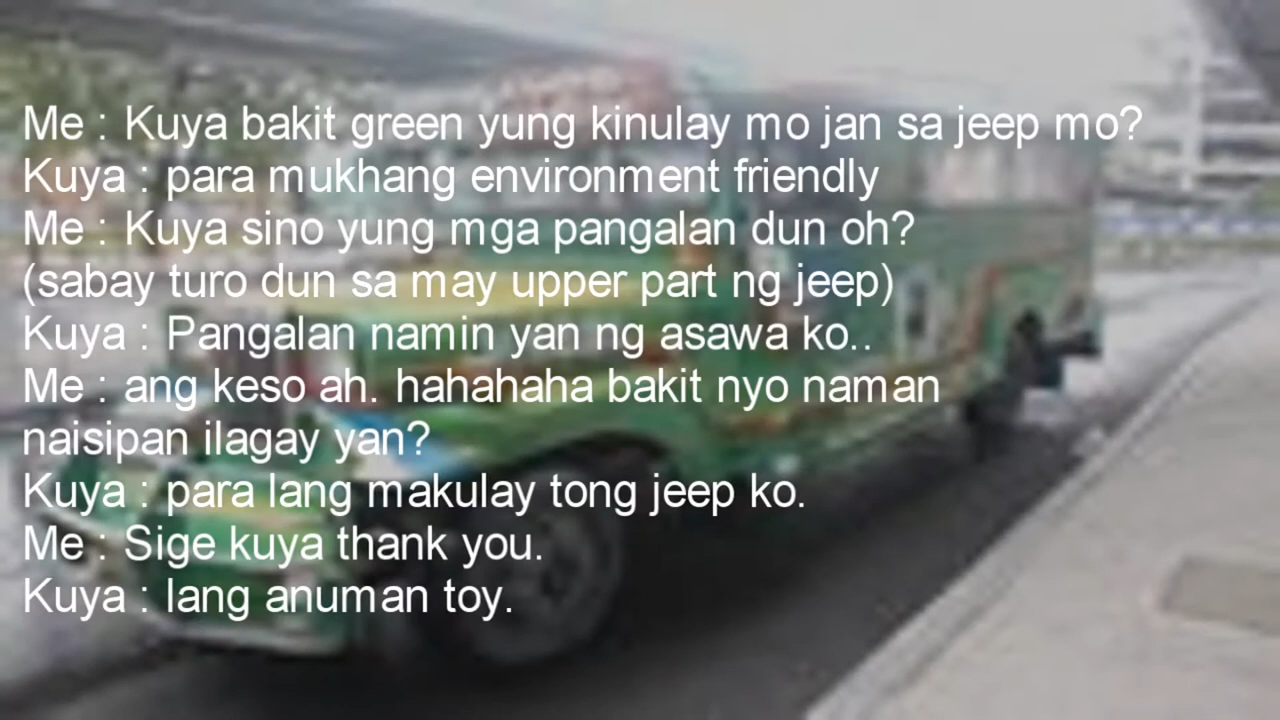 Me : Kuya bakit green yung kinulay mo jan sa jeep mo?
Kuya : para mukhang environment friendly
Me : Kuya sino yung mga pangalan dun oh?
(sabay turo dun sa may upper part ng jeep)
Kuya : Pangalan namin yan ng asawa ko..
Me : ang keso ah. hahahaha bakit nyo naman
naisipan ilagay yan?
Kuya : para lang makulay tong jeep ko.
Me : Sige kuya thank you.
Kuya : lang anuman toy.